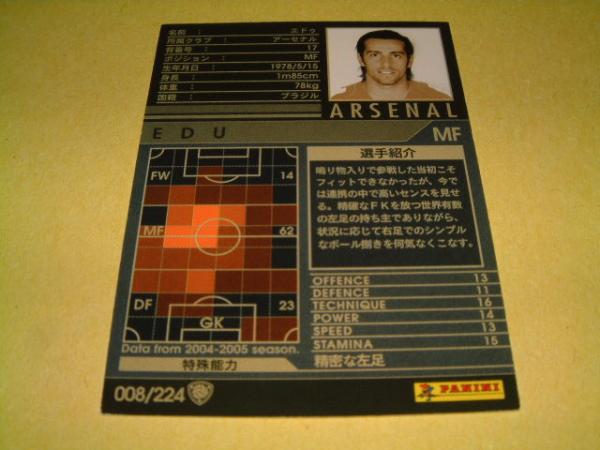 名前 : エドゥ
所属クラブ : アーセナル
背番号 : 17
ポジション : MF
生年月日 : 1978/5/15
身長 : 1m85cm
体重 : 78kg
国籍 : ブラジル
ARSENAL
EDU MF
FW 14
MF 62
DF 23
GK
Data from 2004-2005 season.
特殊能力
選手紹介
鳴り物入りで参戦した当初こそ
フィットできなかったが、今で
は連携の中で高いセンスを見せ
る。精確なFKを放つ世界有数
の左足の持ち主でありながら、
状況に応じて右足でのシンプル
なボール捌きを何気なくこなす。
OFFENCE 13
DEFENCE 11
TECHNIQUE 16
POWER 14
SPEED 13
STAMINA 15
精密な左足
008/224
PANINI